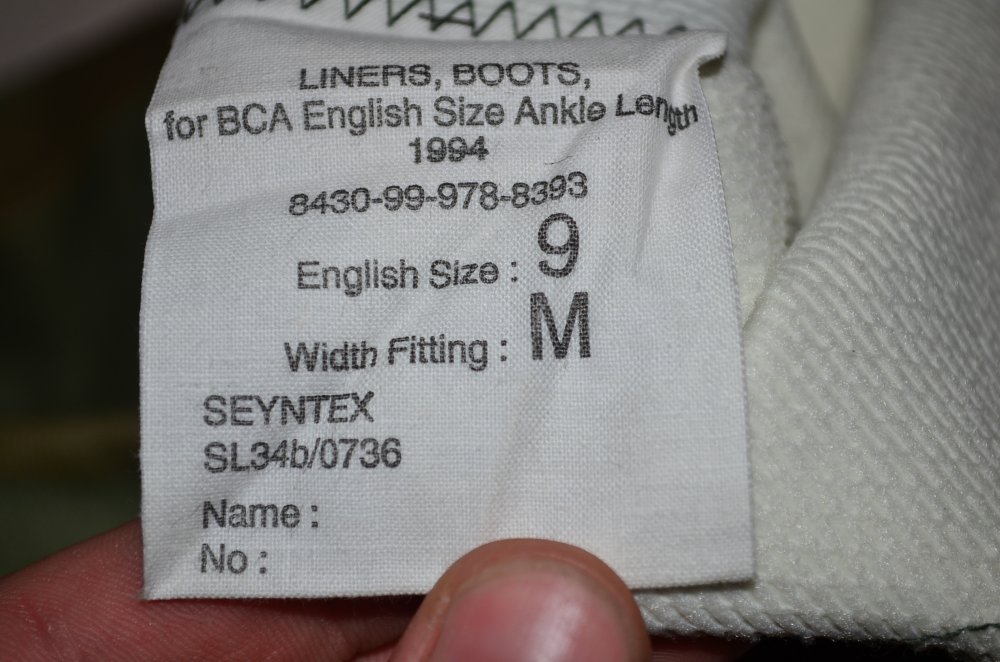 LINERS, BOOTS,
for BCA English Size Ankle Length
1994
8430-99-978-8393
English Size : 9
Width Fitting : M
SEYNTEX
SL34b/0736
Name :
No :